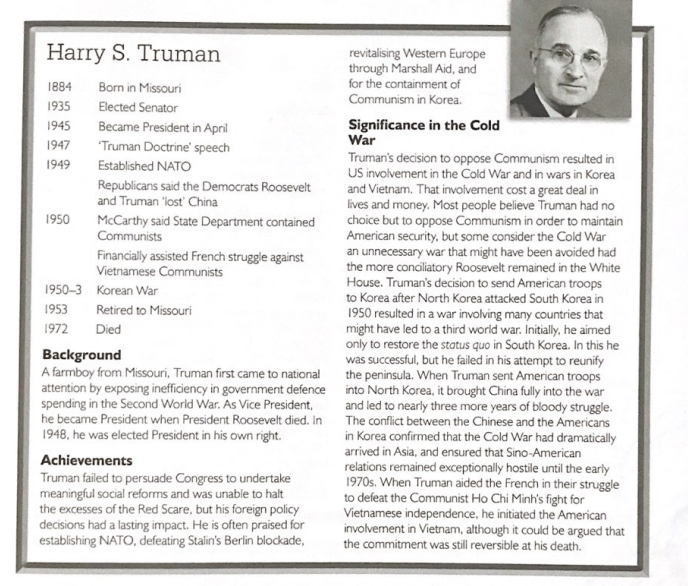 Harry S. Truman
1884 Born in Missouri
1935 Elected Senator
1945 Became President in April
1947 'Truman Doctrine' speech
1949 Established NATO
Republicans said the Democrats Roosevelt
and Truman 'lost' China
1950 McCarthy said State Department contained
Communists
Financially assisted French struggle against
Vietnamese Communists
1950–3 Korean War
1953 Retired to Missouri
1972 Died
Background
A farmboy from Missouri, Truman first came to national
attention by exposing inefficiency in government defence
spending in the Second World War. As Vice President,
he became President when President Roosevelt died. In
1948, he was elected President in his own right.
Achievements
Truman failed to persuade Congress to undertake
meaningful social reforms and was unable to halt
the excesses of the Red Scare, but his foreign policy
decisions had a lasting impact. He is often praised for
establishing NATO, defeating Stalin's Berlin blockade,
revitalising Western Europe
through Marshall Aid, and
for the containment of
Communism in Korea.
Significance in the Cold
War
Truman's decision to oppose Communism resulted in
US involvement in the Cold War and in wars in Korea
and Vietnam. That involvement cost a great deal in
lives and money. Most people believe Truman had no
choice but to oppose Communism in order to maintain
American security, but some consider the Cold War
an unnecessary war that might have been avoided had
the more conciliatory Roosevelt remained in the White
House. Truman's decision to send American troops
to Korea after North Korea attacked South Korea in
1950 resulted in a war involving many countries that
might have led to a third world war. Initially, he aimed
only to restore the status quo in South Korea. In this he
was successful, but he failed in his attempt to reunify
the peninsula. When Truman sent American troops
into North Korea, it brought China fully into the war
and led to nearly three more years of bloody struggle.
The conflict between the Chinese and the Americans
in Korea confirmed that the Cold War had dramatically
arrived in Asia, and ensured that Sino-American
relations remained exceptionally hostile until the early
1970s. When Truman aided the French in their struggle
to defeat the Communist Ho Chi Minh's fight for
Vietnamese independence, he initiated the American
involvement in Vietnam, although it could be argued that
the commitment was still reversible at his death.